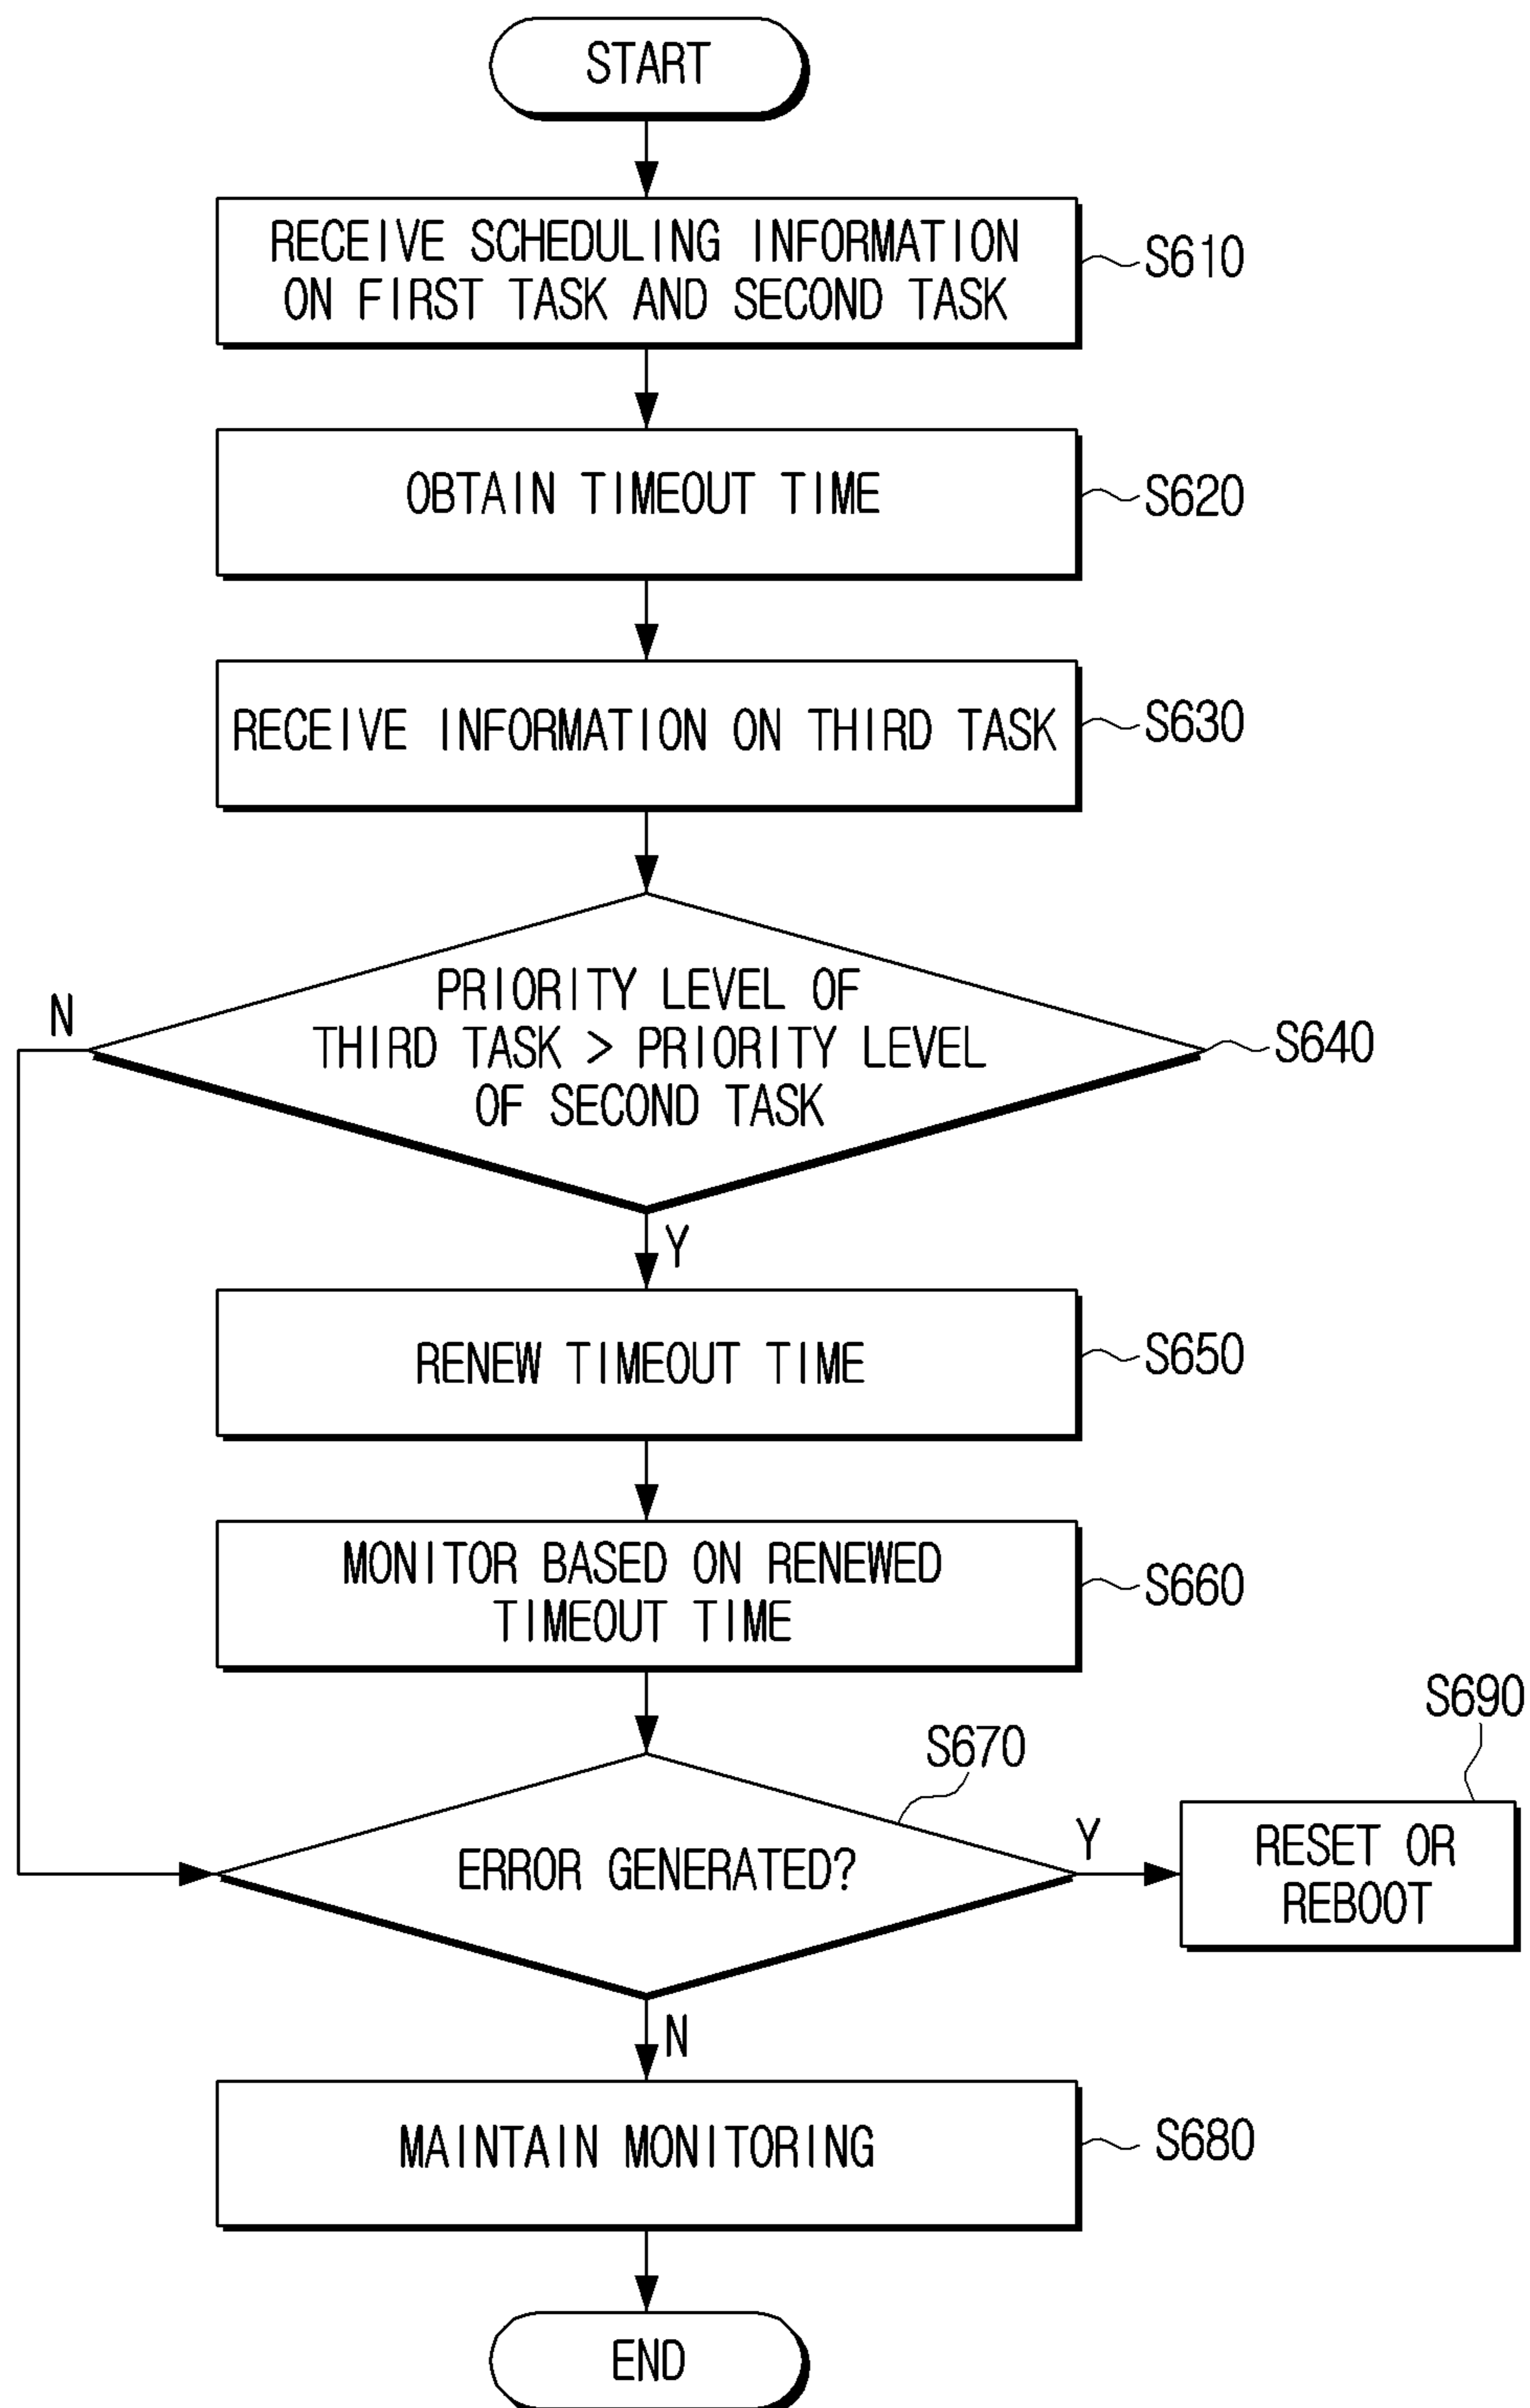 START
RECEIVE SCHEDULING INFORMATION
ON FIRST TASK AND SECOND TASK
S610
OBTAIN TIMEOUT TIME
S620
RECEIVE INFORMATION ON THIRD TASK
S630
PRIORITY LEVEL OF
THIRD TASK > PRIORITY LEVEL
OF SECOND TASK
N
S640
Y
RENEW TIMEOUT TIME
S650
MONITOR BASED ON RENEWED
TIMEOUT TIME
S660
S670
S690
ERROR GENERATED?
Y
RESET OR
REBOOT
N
MAINTAIN MONITORING
S680
END